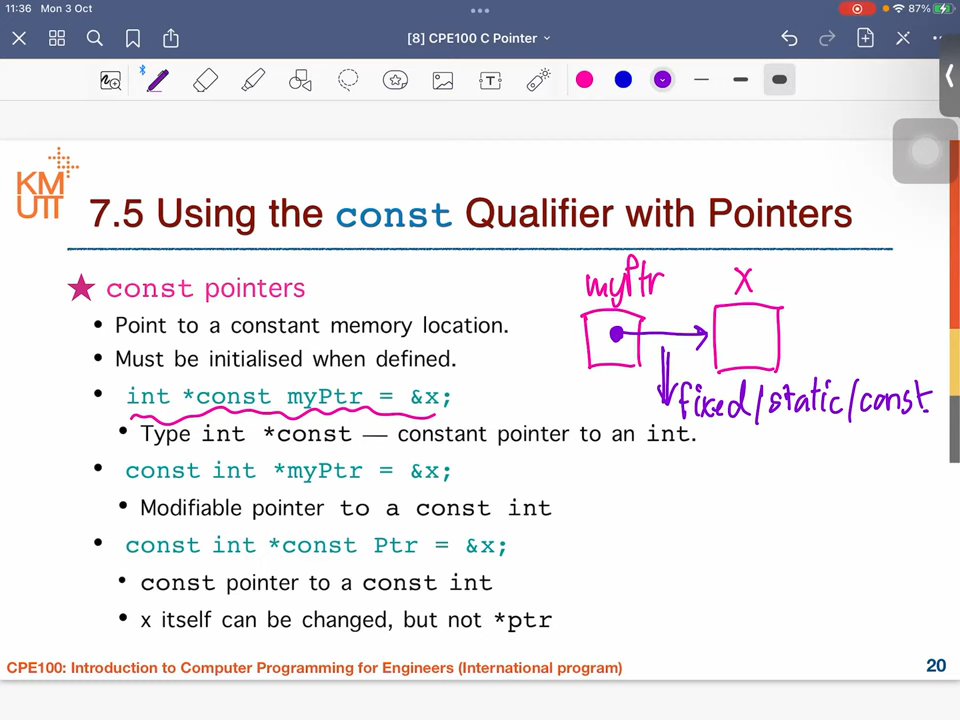 11:36 Mon 3 Oct
87%
[8] CPE100 C Pointer
KM
UTT
7.5 Using the const Qualifier with Pointers
★ const pointers
• Point to a constant memory location.
• Must be initialised when defined.
• int *const myPtr = &x;
• Type int *const — constant pointer to an int.
• const int *myPtr = &x;
• Modifiable pointer to a const int
• const int *const Ptr = &x;
• const pointer to a const int
• x itself can be changed, but not *ptr
myPtr
X
fixed/static/const.
CPE100: Introduction to Computer Programming for Engineers (International program)
20